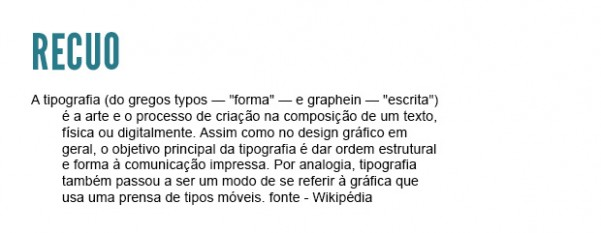 RECUO
A tipografia (do gregos typos — "forma" — e graphein — "escrita")
é a arte e o processo de criação na composição de um texto,
física ou digitalmente. Assim como no design gráfico em
geral, o objetivo principal da tipografia é dar ordem estrutural
e forma à comunicação impressa. Por analogia, tipografia
também passou a ser um modo de se referir à gráfica que
usa uma prensa de tipos móveis. fonte - Wikipédia